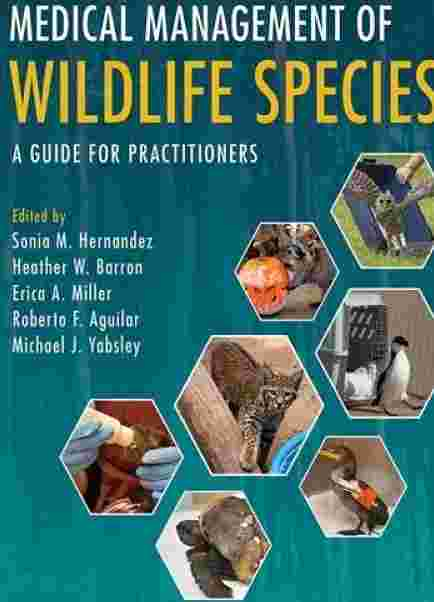 MEDICAL MANAGEMENT OF
WILDLIFE SPECIES
A GUIDE FOR PRACTITIONERS
Edited by
Sonia M. Hernandez
Heather W. Barron
Erica A. Miller
Roberto F. Aguilar
Michael J. Yabsley